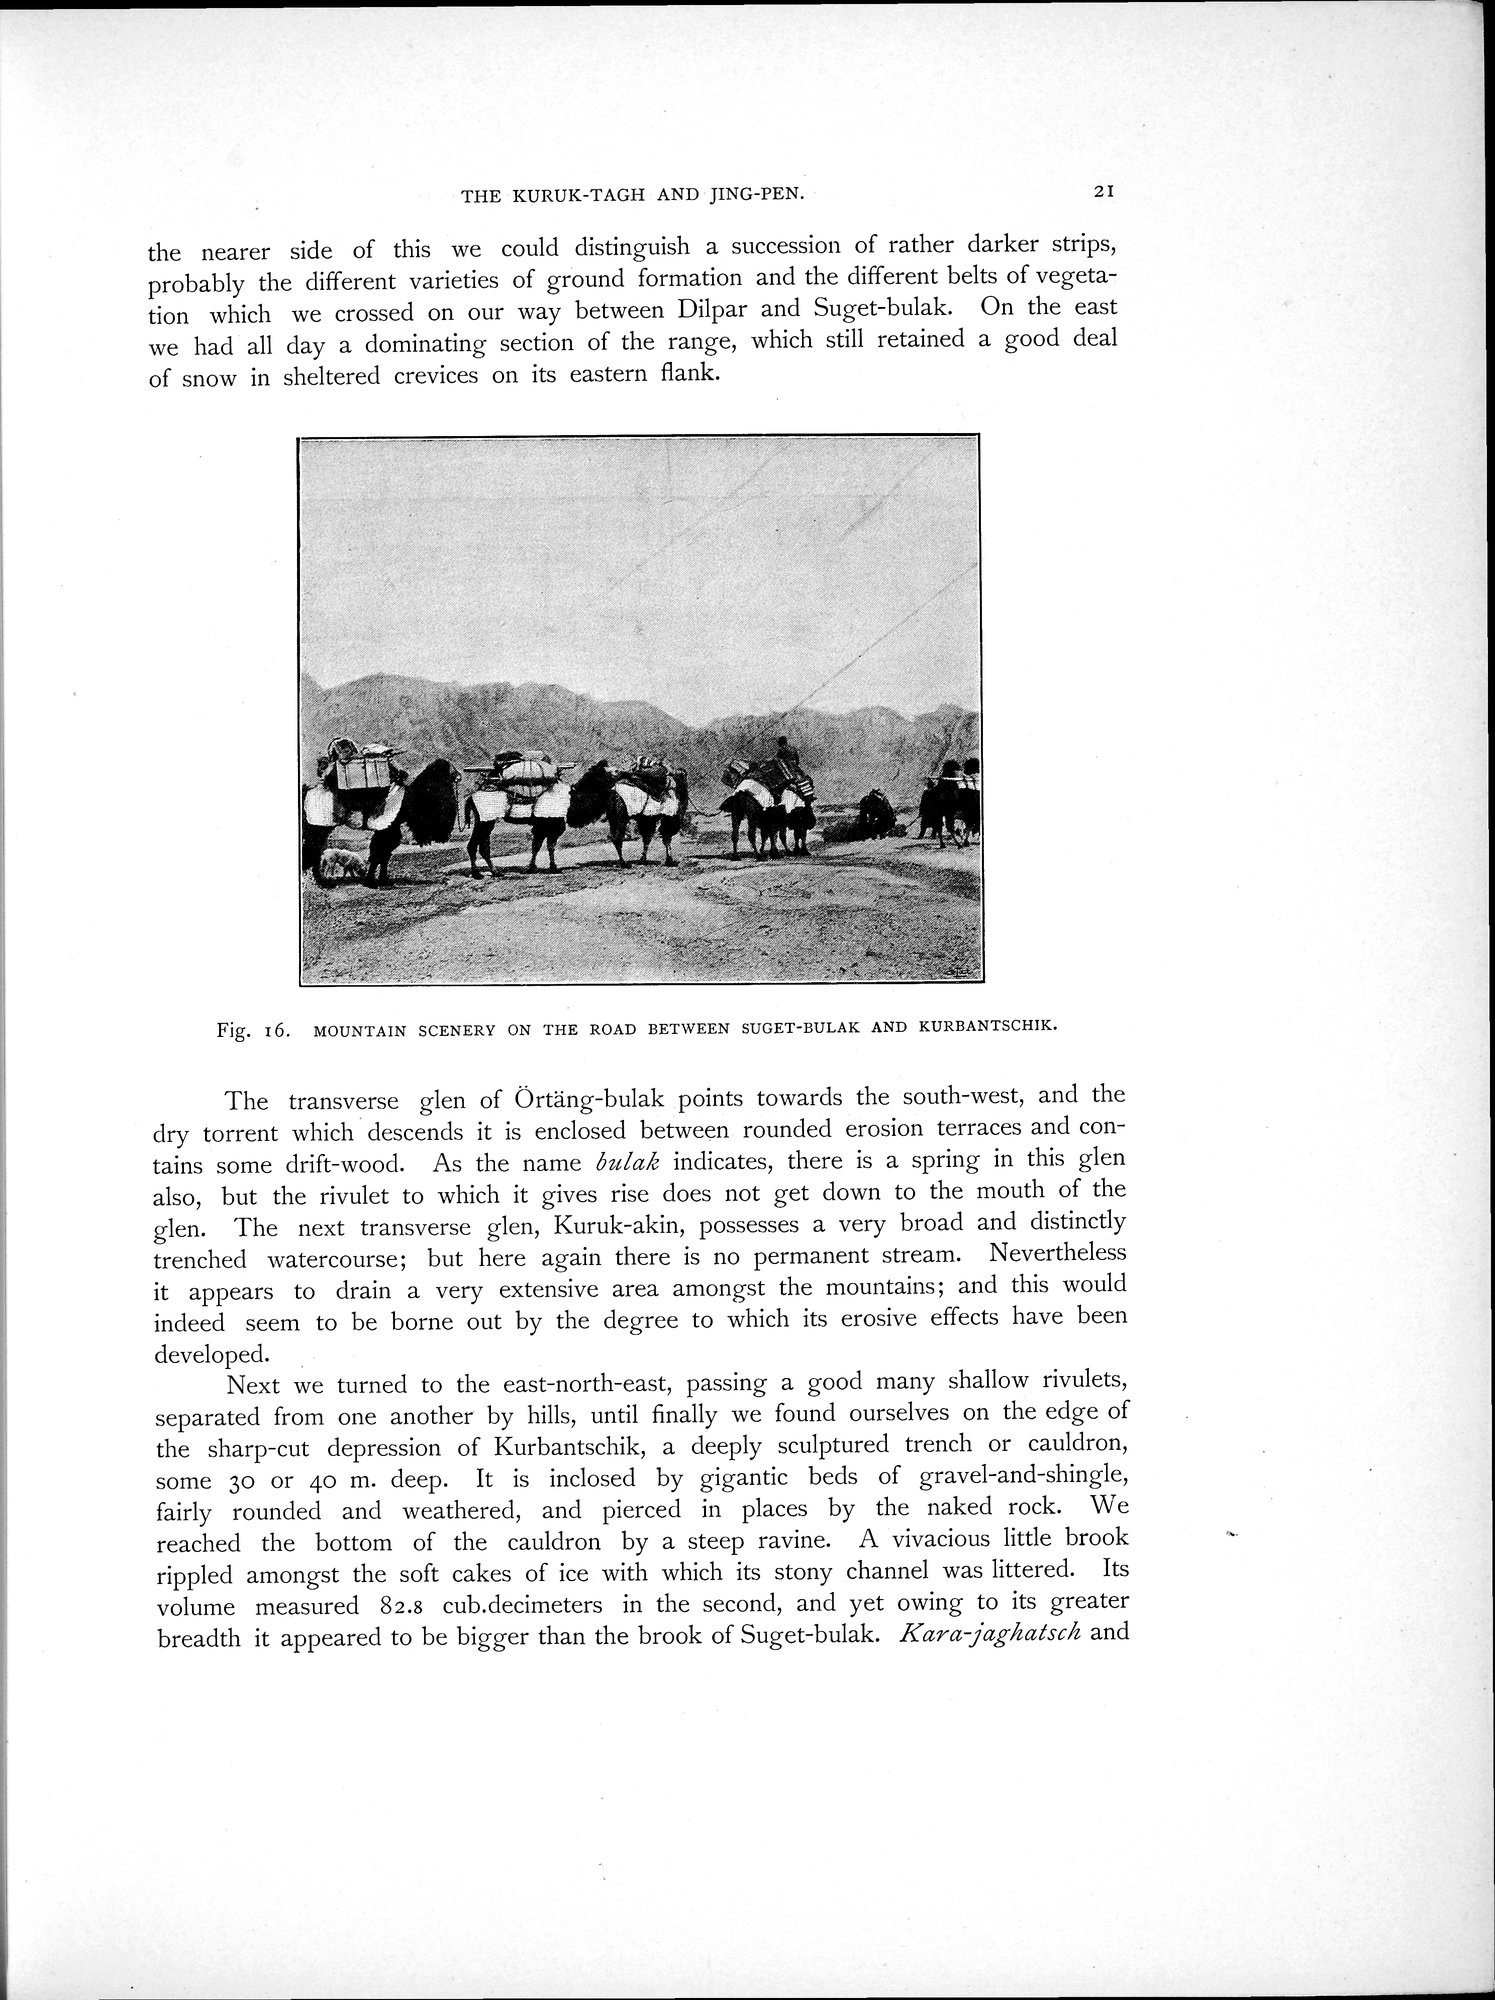 THE KURUK-TAGH AND JING-PEN. 21
the nearer side of this we could distinguish a succession of rather darker strips,
probably the different varieties of ground formation and the different belts of vegeta-
tion which we crossed on our way between Dilpar and Suget-bulak. On the east
we had all day a dominating section of the range, which still retained a good deal
of snow in sheltered crevices on its eastern flank.
Fig. 16. MOUNTAIN SCENERY ON THE ROAD BETWEEN SUGET-BULAK AND KURBANTSCHIK.
The transverse glen of Örtäng-bulak points towards the south-west, and the
dry torrent which descends it is enclosed between rounded erosion terraces and con-
tains some drift-wood. As the name bulak indicates, there is a spring in this glen
also, but the rivulet to which it gives rise does not get down to the mouth of the
glen. The next transverse glen, Kuruk-akin, possesses a very broad and distinctly
trenched watercourse; but here again there is no permanent stream. Nevertheless
it appears to drain a very extensive area amongst the mountains; and this would
indeed seem to be borne out by the degree to which its erosive effects have been
developed.
Next we turned to the east-north-east, passing a good many shallow rivulets,
separated from one another by hills, until finally we found ourselves on the edge of
the sharp-cut depression of Kurbantschik, a deeply sculptured trench or cauldron,
some 30 or 40 m. deep. It is inclosed by gigantic beds of gravel-and-shingle,
fairly rounded and weathered, and pierced in places by the naked rock. We
reached the bottom of the cauldron by a steep ravine. A vivacious little brook
rippled amongst the soft cakes of ice with which its stony channel was littered. Its
volume measured 82.8 cub.decimeters in the second, and yet owing to its greater
breadth it appeared to be bigger than the brook of Suget-bulak. Kara-jaghatsch and